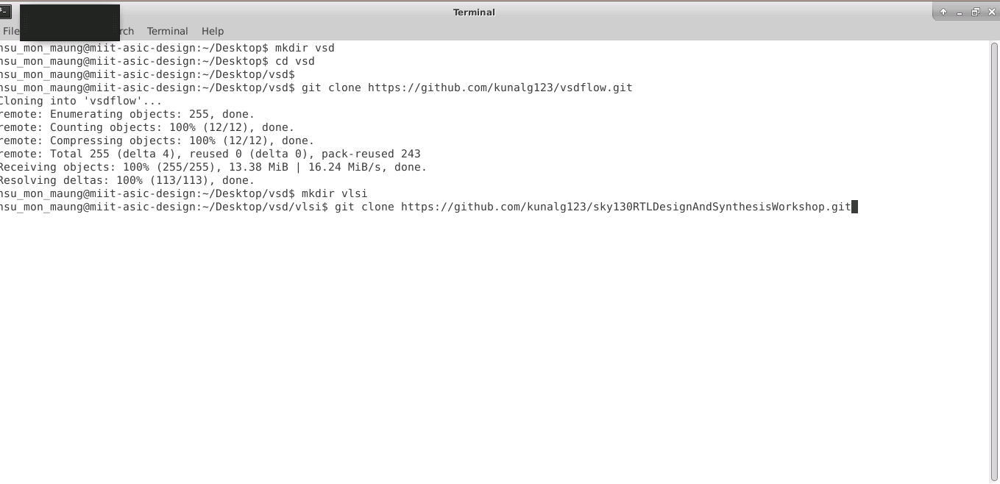 Terminal
File rch Terminal Help
nsu_mon_maung@miit-asic-design:~/Desktop$ mkdir vsd
nsu_mon_maung@miit-asic-design:~/Desktop$ cd vsd
nsu_mon_maung@miit-asic-design:~/Desktop/vsd$
nsu_mon_maung@miit-asic-design:~/Desktop/vsd$ git clone https://github.com/kunalg123/vsdflow.git
Cloning into 'vsdflow'...
remote: Enumerating objects: 255, done.
remote: Counting objects: 100% (12/12), done.
remote: Compressing objects: 100% (12/12), done.
remote: Total 255 (delta 4), reused 0 (delta 0), pack-reused 243
Receiving objects: 100% (255/255), 13.38 MiB | 16.24 MiB/s, done.
Resolving deltas: 100% (113/113), done.
nsu_mon_maung@miit-asic-design:~/Desktop/vsd$ mkdir vlsi
nsu_mon_maung@miit-asic-design:~/Desktop/vsd/vlsi$ git clone https://github.com/kunalg123/sky130RTLDesignAndSynthesisWorkshop.git